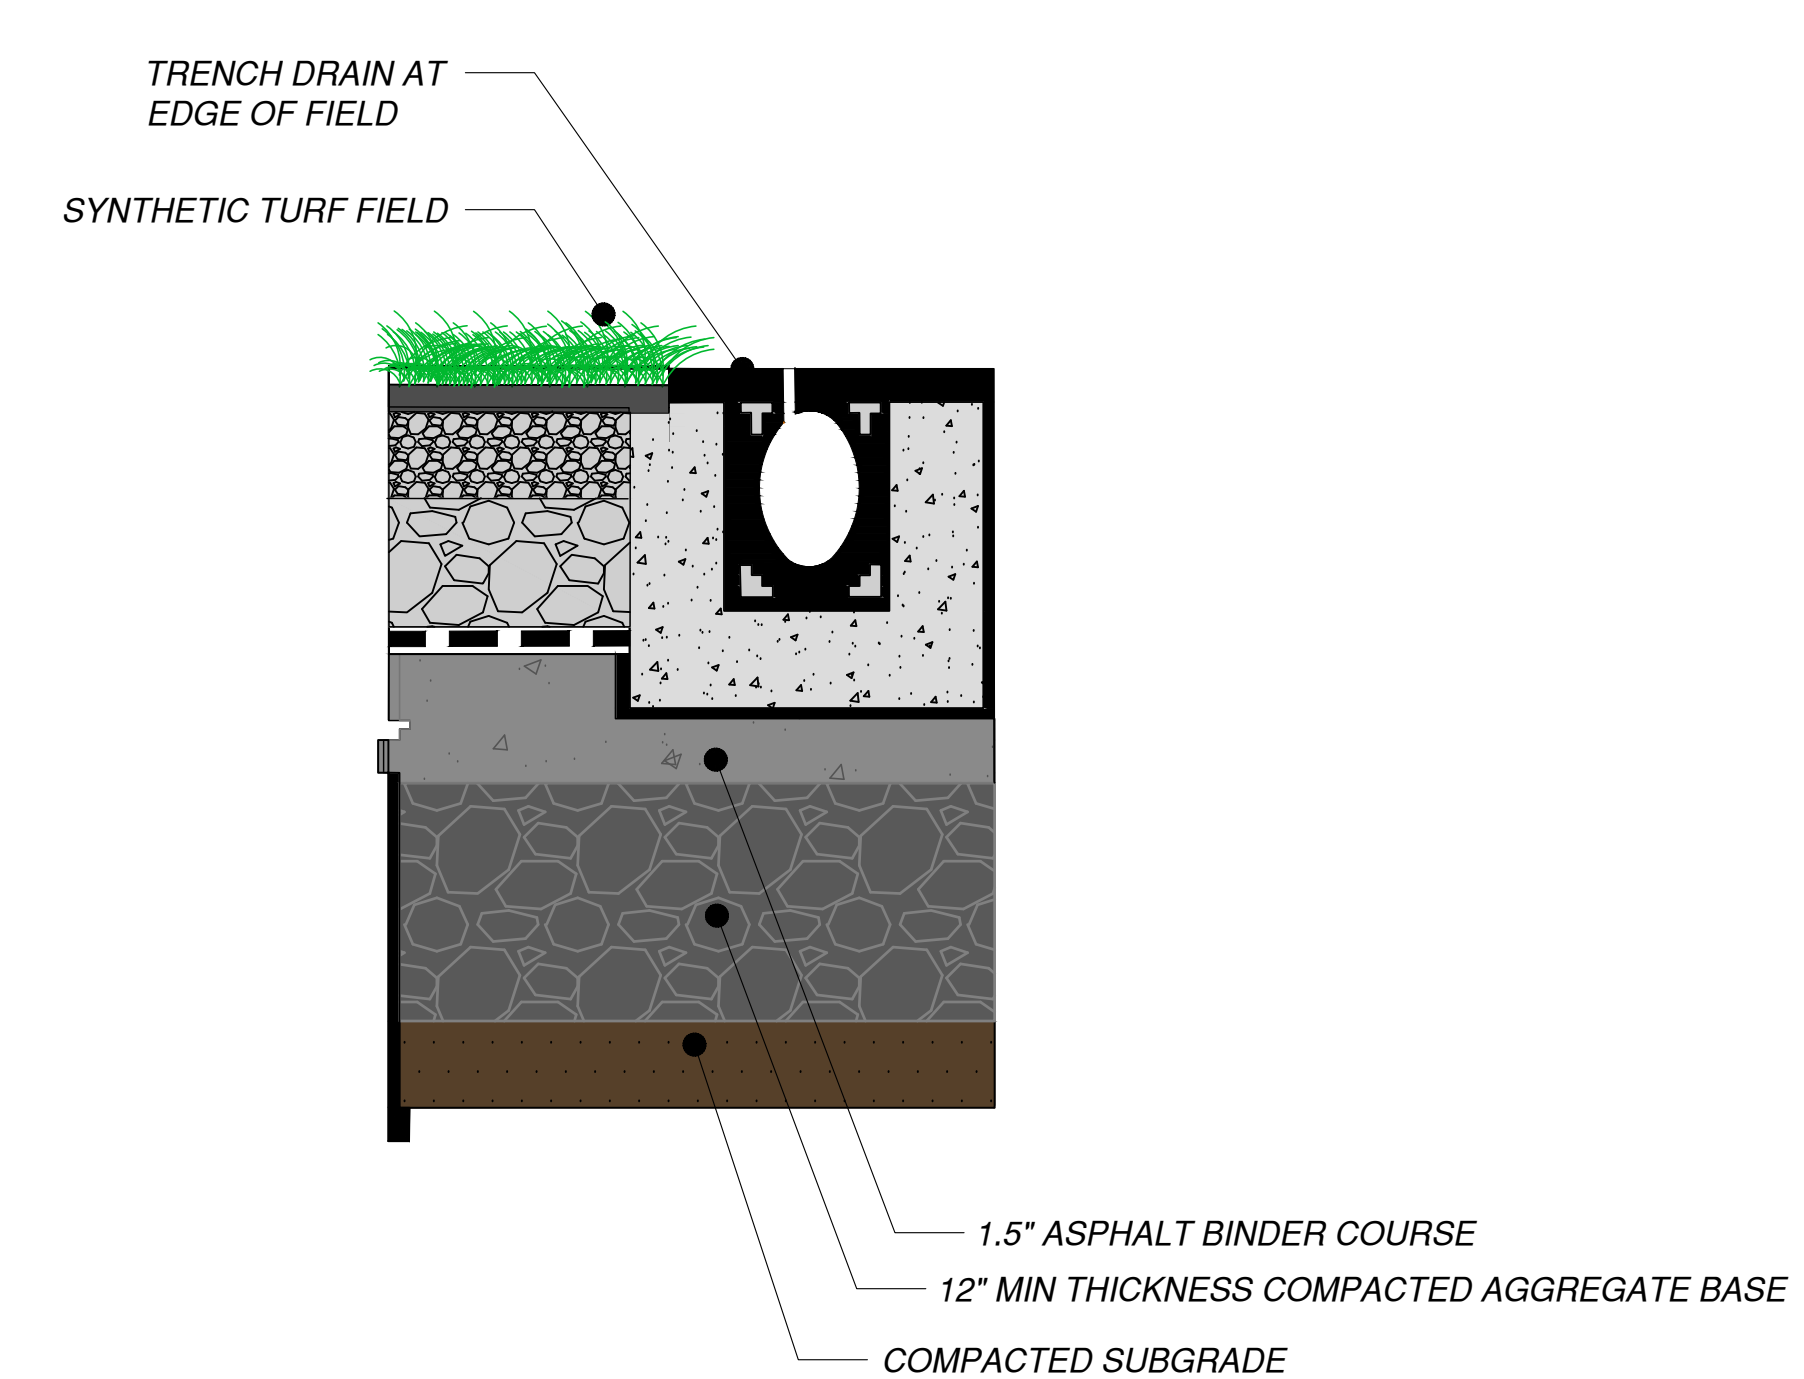 TRENCH DRAIN AT
EDGE OF FIELD
SYNTHETIC TURF FIELD
1.5" ASPHALT BINDER COURSE
12" MIN THICKNESS COMPACTED AGGREGATE BASE
COMPACTED SUBGRADE